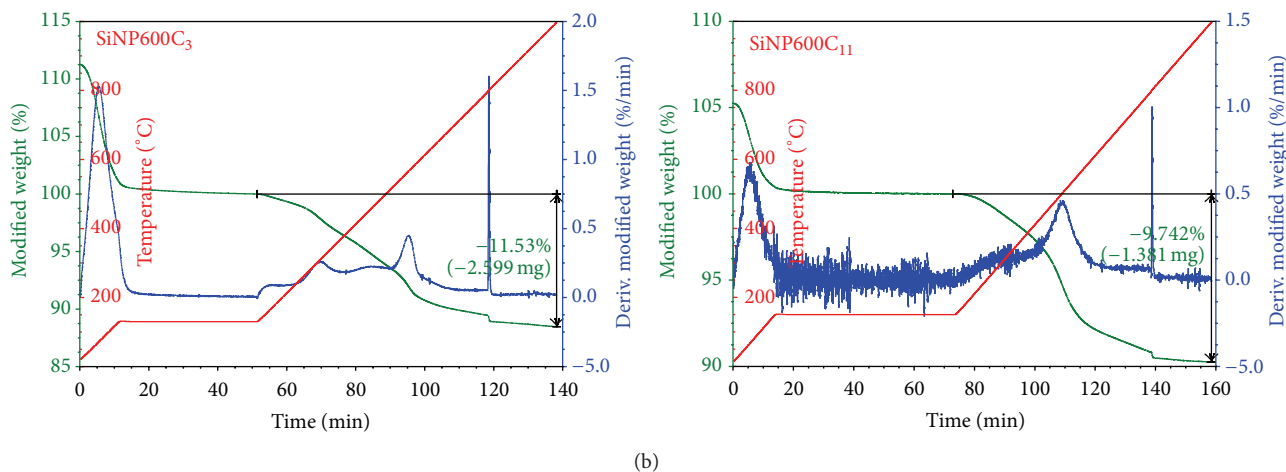 SiNP600C3
Modified weight (%)
115
110
105
100
95
90
85
Temperature (°C)
800
600
400
200
Deriv. modified weight (%/min)
2.0
1.5
1.0
0.5
0.0
−5.0
−11.53%
(−2.599 mg)
0 20 40 60 80 100 120 140
Time (min)
SiNP600C11
Modified weight (%)
110
105
100
95
90
Temperature (°C)
800
600
400
200
Deriv. modified weight (%/min)
1.5
1.0
0.5
0.0
−5.0
−9.742%
(−1.381 mg)
0 20 40 60 80 100 120 140 160
Time (min)
(b)